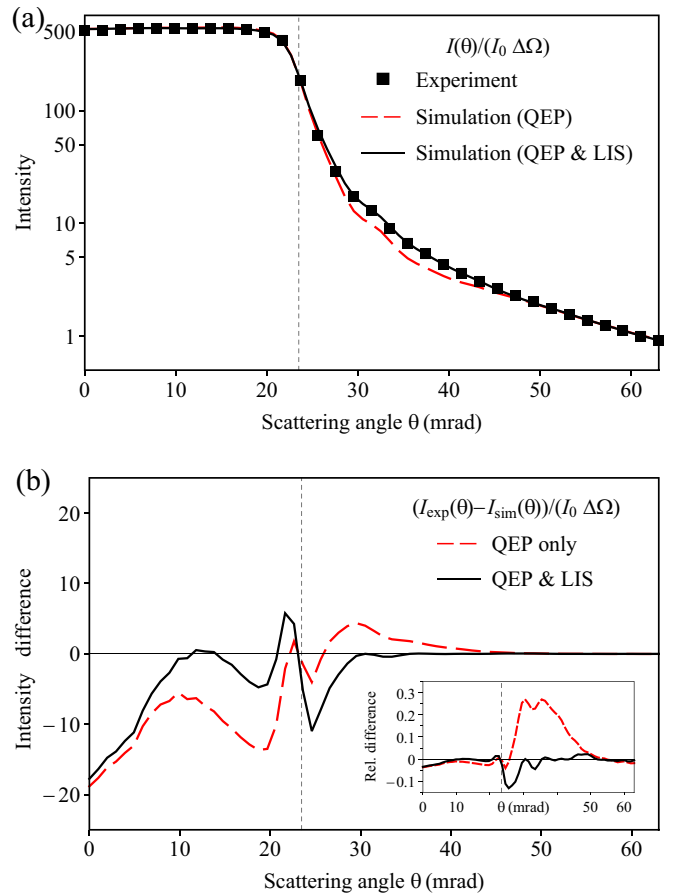 (a)
I(θ)/(I0 ΔΩ)
Experiment
Simulation (QEP)
Simulation (QEP & LIS)
Intensity
500
100
50
10
5
1
0 10 20 30 40 50 60
Scattering angle θ (mrad)
(b)
(Iexp(θ)−Isim(θ))/(I0 ΔΩ)
QEP only
QEP & LIS
Intensity difference
20
10
0
−10
−20
0 10 20 30 40 50 60
Scattering angle θ (mrad)
Rel. difference
0.3
0.2
0.1
0
−0.1
0 10 θ (mrad) 40 50 60